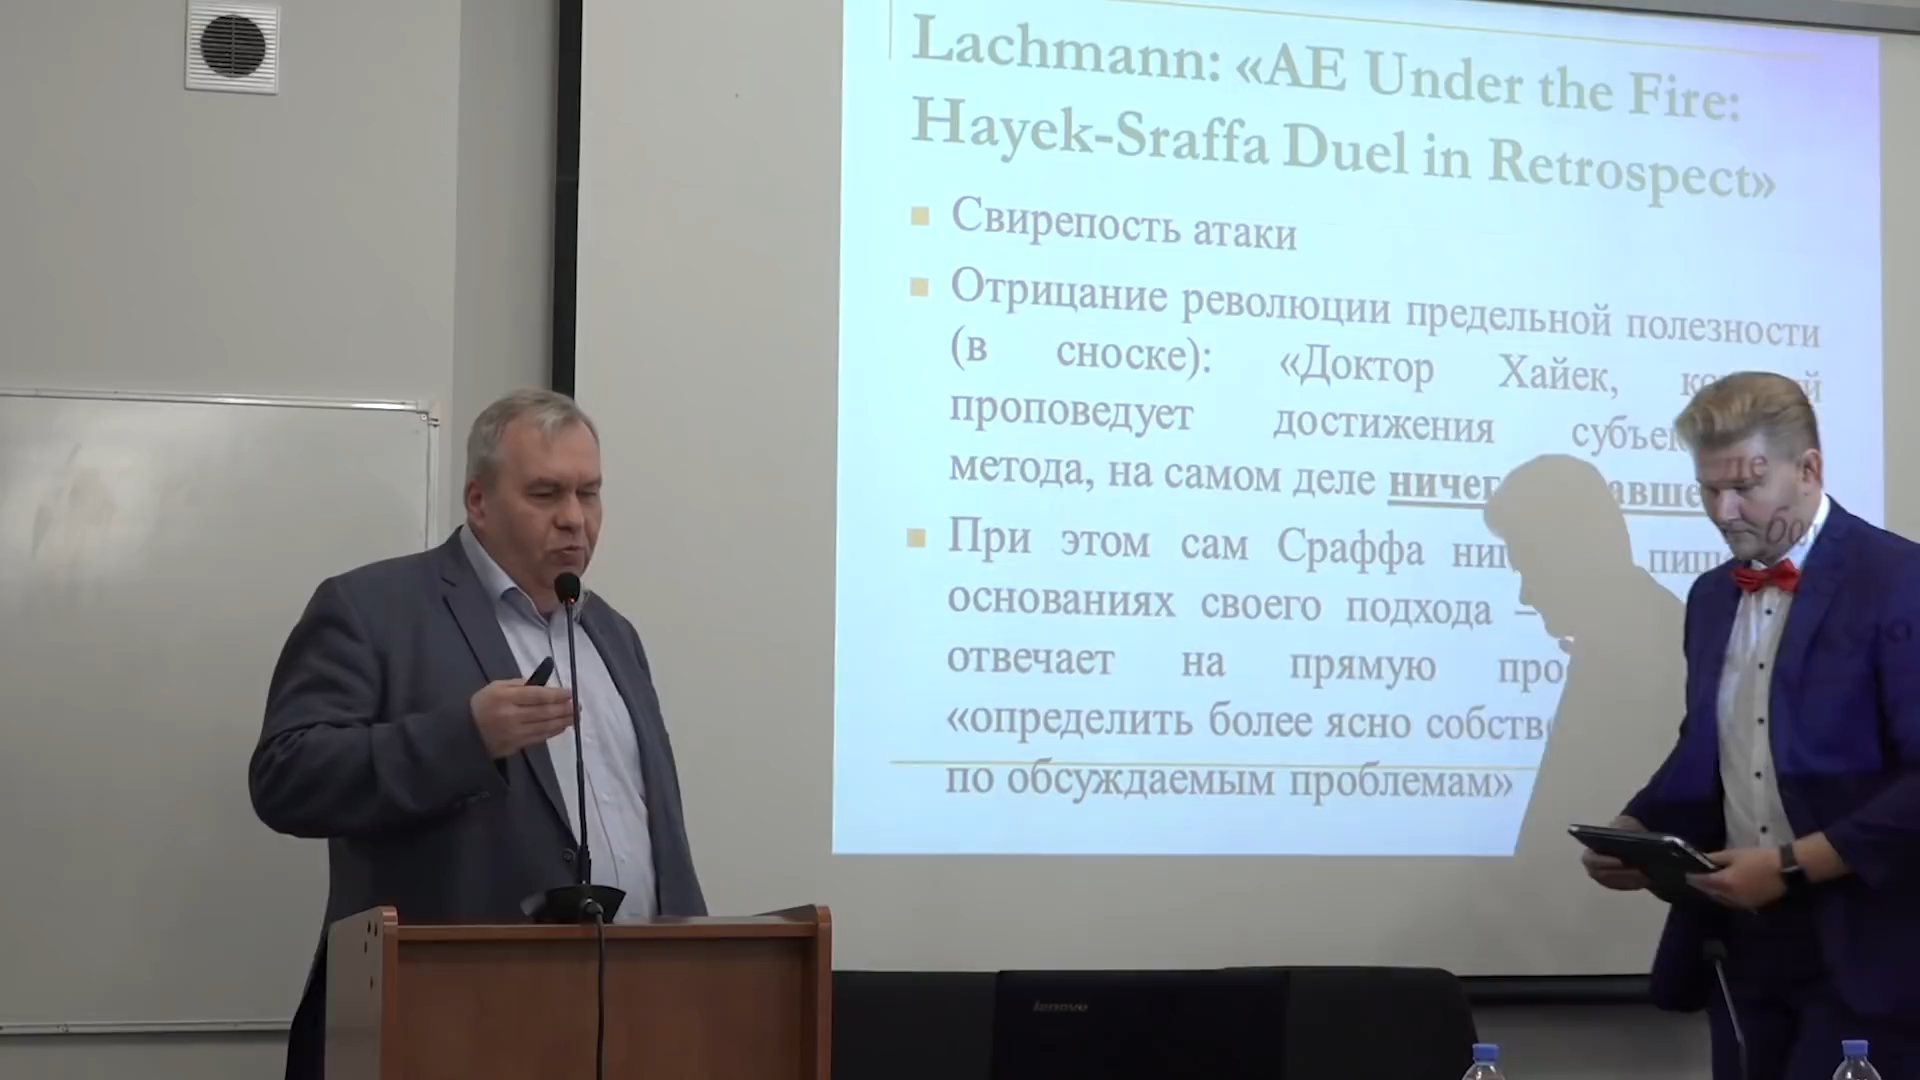 Lachmann: «AE Under the Fire:
Hayek-Sraffa Duel in Retrospect»
Свирепость атаки
Отрицание революции предельной полезности
(в сноске): «Доктор Хайек,
проповедует достижения
метода, на самом деле
При этом сам Сраффа
основаниях своего подхода –
отвечает на прямую
«определить более ясно
по обсуждаемым проблемам»
lenovo